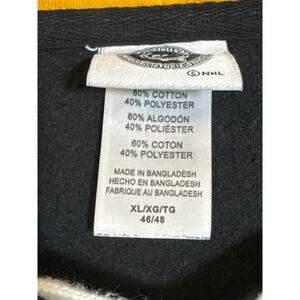 © NHL
60% COTTON
40% POLYESTER
60% ALGODÓN
40% POLIÉSTER
60% COTON
40% POLYESTER
MADE IN BANGLADESH
HECHO EN BANGLADESH
FABRIQUE AU BANGLADESH
XL/XG/TG
46/48